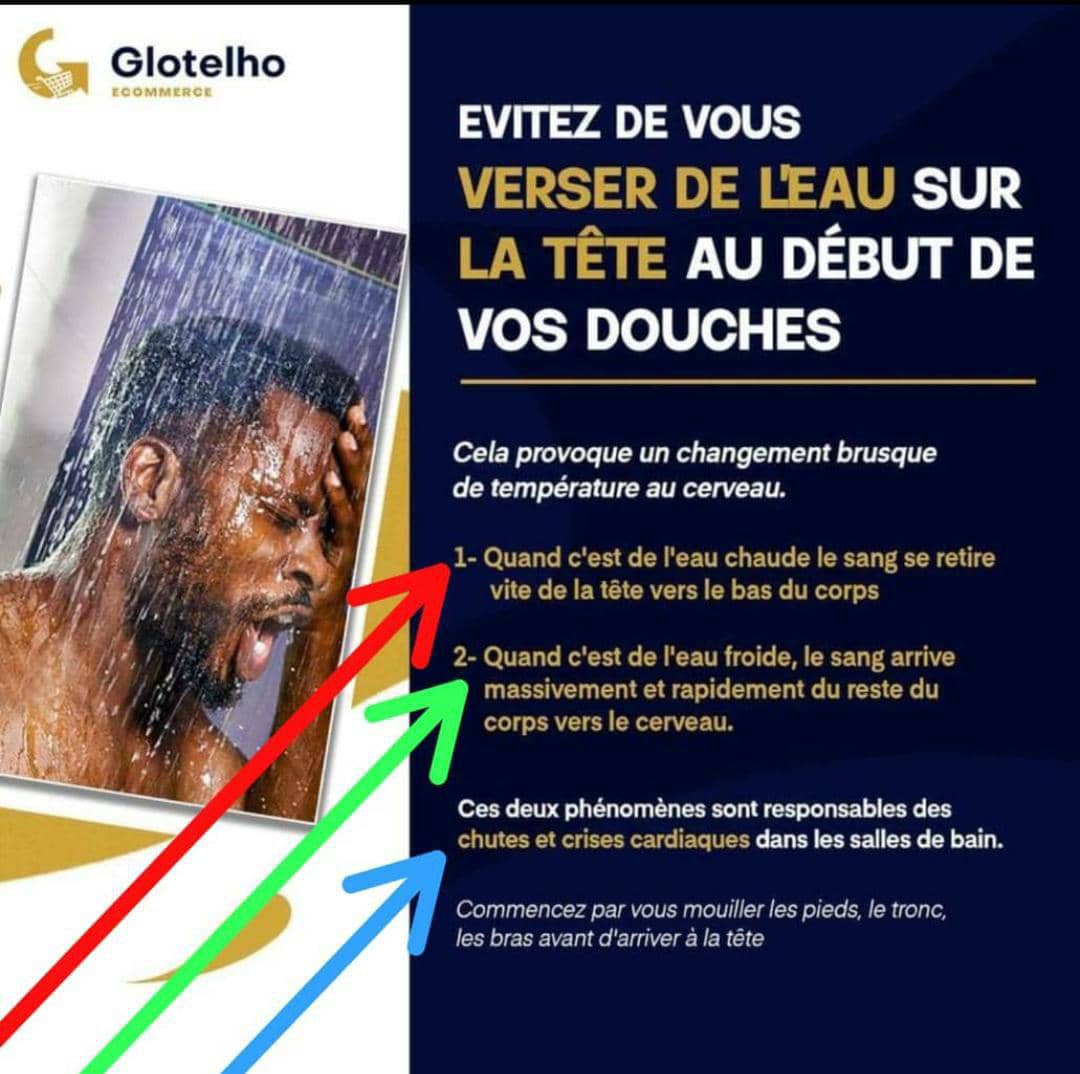 Glotelho
ECOMMERCE
EVITEZ DE VOUS
VERSER DE L'EAU SUR
LA TÊTE AU DÉBUT DE
VOS DOUCHES
Cela provoque un changement brusque
de température au cerveau.
1- Quand c'est de l'eau chaude le sang se retire
vite de la tête vers le bas du corps
2- Quand c'est de l'eau froide, le sang arrive
massivement et rapidement du reste du
corps vers le cerveau.
Ces deux phénomènes sont responsables des
chutes et crises cardiaques dans les salles de bain.
Commencez par vous mouiller les pieds, le tronc,
les bras avant d'arriver à la tête